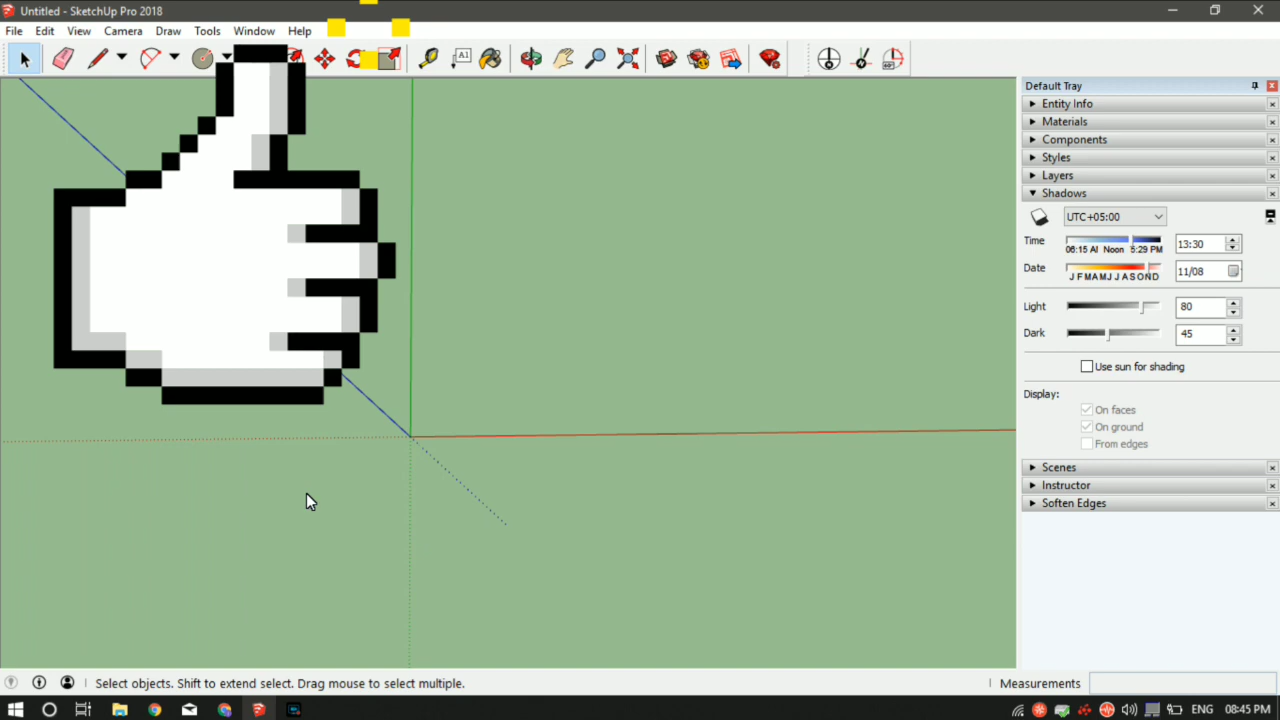 Untitled - SketchUp Pro 2018
File Edit View Camera Draw Tools Window Help
A1
Default Tray
Entity Info
Materials
Components
Styles
Layers
Shadows
UTC+05:00
Time
06:15 AI Noon 5:29 PM
13:30
Date
J F M A M J J A S O N D
11/08
Light
80
Dark
45
Use sun for shading
Display:
On faces
On ground
From edges
Scenes
Instructor
Soften Edges
Select objects. Shift to extend select. Drag mouse to select multiple.
Measurements
ENG 08:45 PM